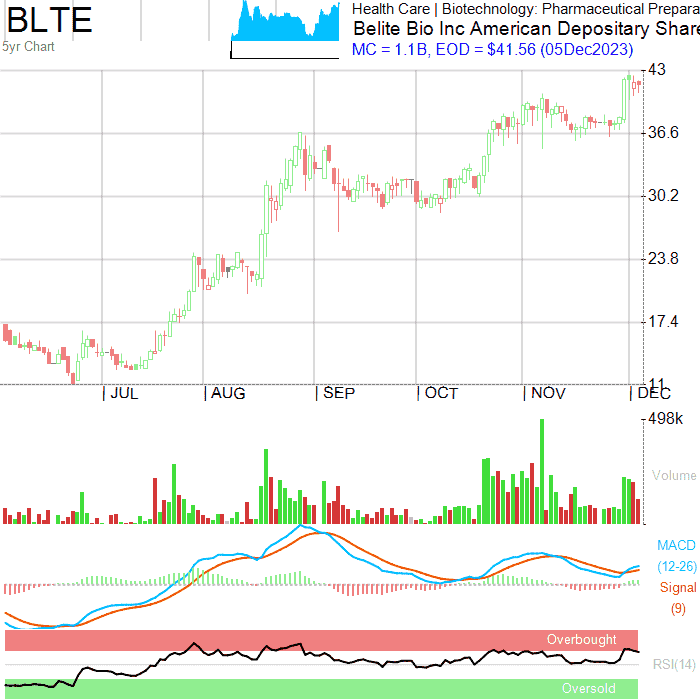 BLTE
5yr Chart
Health Care | Biotechnology: Pharmaceutical Prepara
Belite Bio Inc American Depositary Share
MC = 1.1B, EOD = $41.56 (05Dec2023)
43
36.6
30.2
23.8
17.4
11
JUL AUG SEP OCT NOV DEC
498k
Volume
MACD
(12-26)
Signal
(9)
Overbought
RSI(14)
Oversold